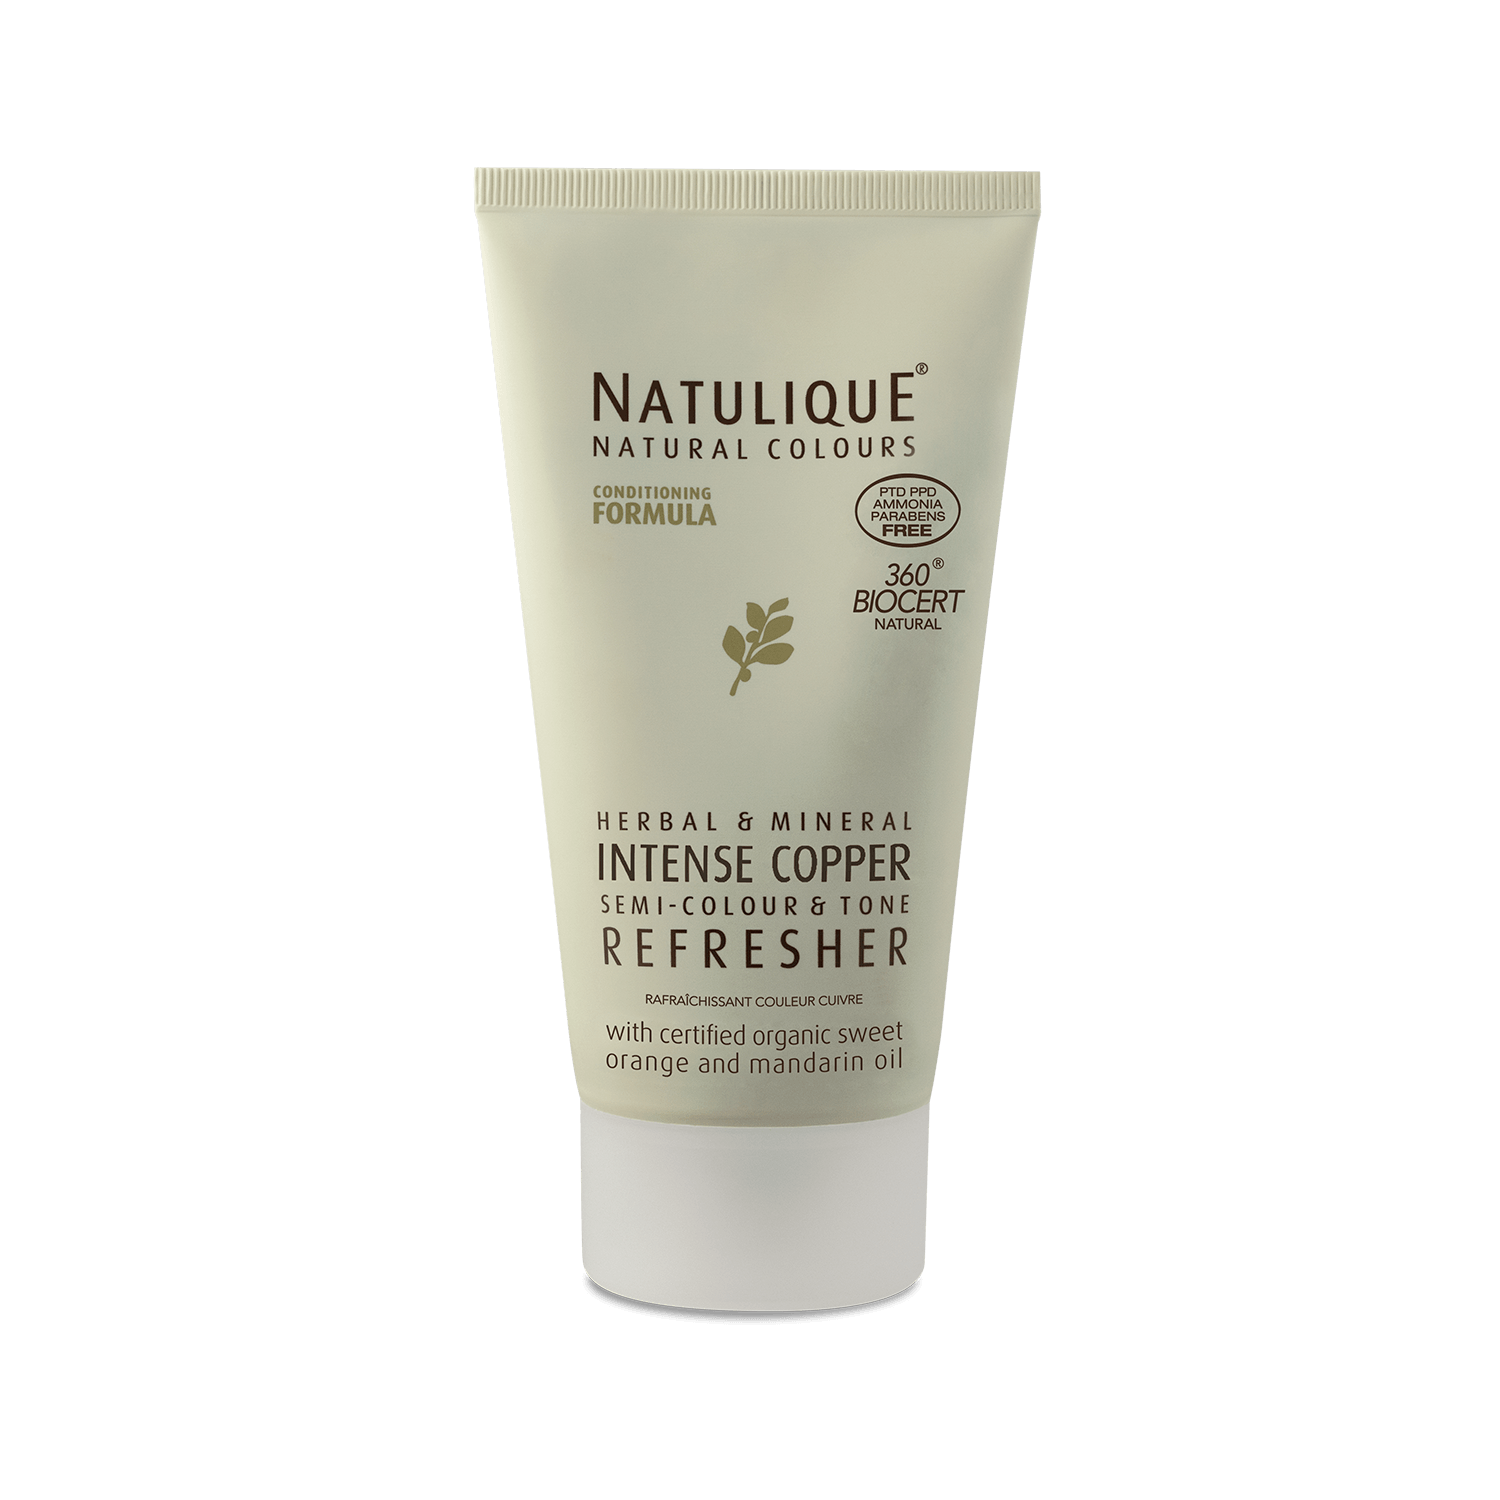 NATULIQUE®
NATURAL COLOURS
CONDITIONING
FORMULA
PTD PPD
AMMONIA
PARABENS
FREE
360®
BIOCERT
NATURAL
HERBAL & MINERAL
INTENSE COPPER
SEMI-COLOUR & TONE
REFRESHER
RAFRAÎCHISSANT COULEUR CUIVRE
with certified organic sweet
orange and mandarin oil